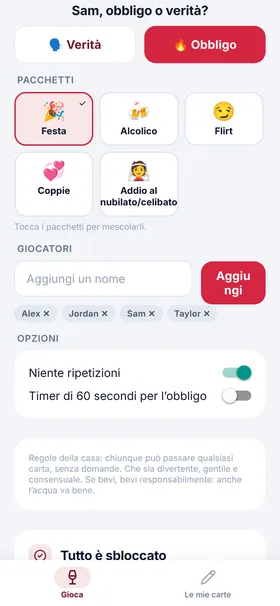 Sam, obbligo o verità?
🗣️ Verità
🔥 Obbligo
PACCHETTI
Festa
Alcolico
Flirt
Coppie
Addio al
nubilato/celibato
Tocca i pacchetti per mescolarli.
GIOCATORI
Aggiungi un nome
Aggiu
ngi
Alex ✕
Jordan ✕
Sam ✕
Taylor ✕
OPZIONI
Niente ripetizioni
Timer di 60 secondi per l’obbligo
Regole della casa: chiunque può passare qualsiasi
carta, senza domande. Che sia divertente, gentile e
consensuale. Se bevi, bevi responsabilmente: anche
l’acqua va bene.
Tutto è sbloccato
Gioca
Le mie carte